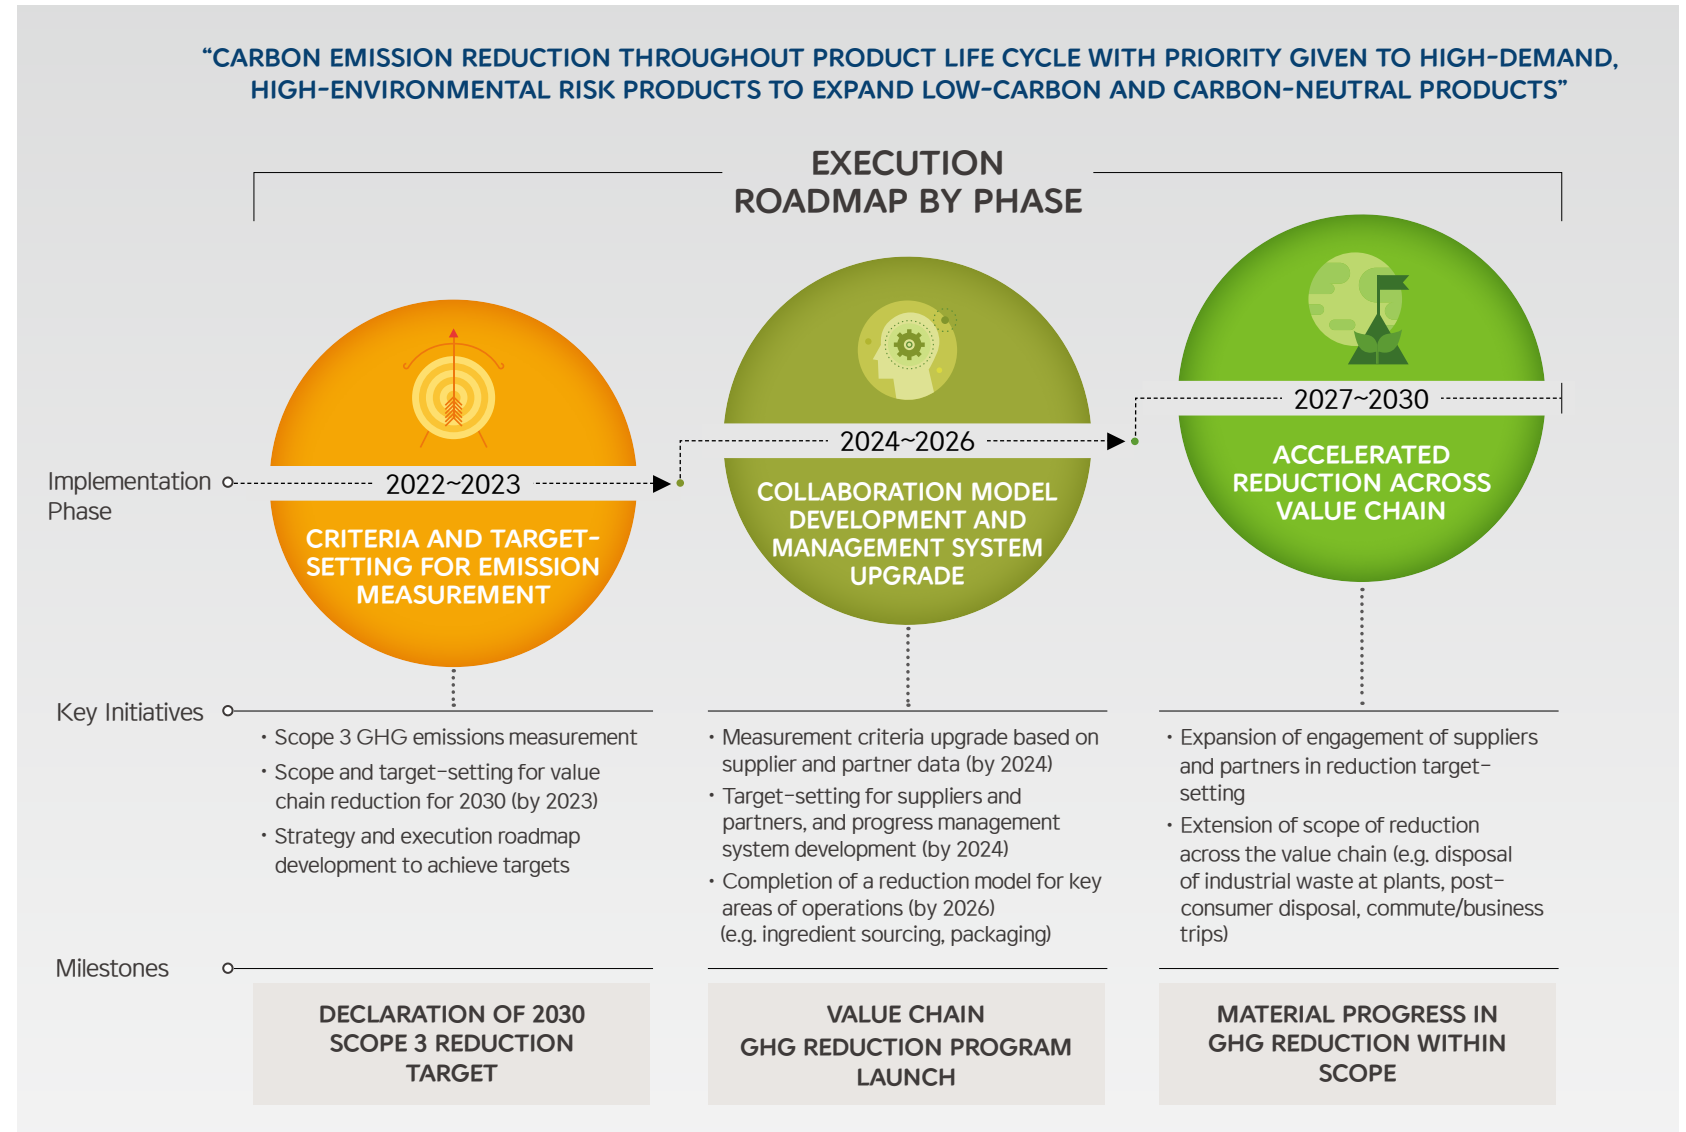 “CARBON EMISSION REDUCTION THROUGHOUT PRODUCT LIFE CYCLE WITH PRIORITY GIVEN TO HIGH-DEMAND,
HIGH-ENVIRONMENTAL RISK PRODUCTS TO EXPAND LOW-CARBON AND CARBON-NEUTRAL PRODUCTS”
EXECUTION
ROADMAP BY PHASE
Implementation
Phase
2022~2023
CRITERIA AND TARGET-
SETTING FOR EMISSION
MEASUREMENT
2024~2026
COLLABORATION MODEL
DEVELOPMENT AND
MANAGEMENT SYSTEM
UPGRADE
2027~2030
ACCELERATED
REDUCTION ACROSS
VALUE CHAIN
Key Initiatives
· Scope 3 GHG emissions measurement
· Scope and target-setting for value
chain reduction for 2030 (by 2023)
· Strategy and execution roadmap
development to achieve targets
· Measurement criteria upgrade based on
supplier and partner data (by 2024)
· Target-setting for suppliers and
partners, and progress management
system development (by 2024)
· Completion of a reduction model for key
areas of operations (by 2026)
(e.g. ingredient sourcing, packaging)
· Expansion of engagement of suppliers
and partners in reduction target-
setting
· Extension of scope of reduction
across the value chain (e.g. disposal
of industrial waste at plants, post-
consumer disposal, commute/business
trips)
Milestones
DECLARATION OF 2030
SCOPE 3 REDUCTION
TARGET
VALUE CHAIN
GHG REDUCTION PROGRAM
LAUNCH
MATERIAL PROGRESS IN
GHG REDUCTION WITHIN
SCOPE